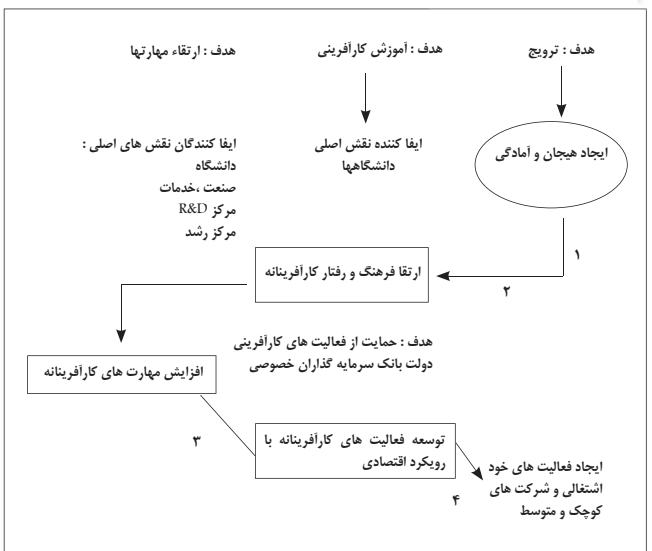 هدف : ترویج
هدف : آموزش کارآفرینی
هدف : ارتقاء مهارتها
ایجاد هیجان و آمادگی
ایفا کننده نقش اصلی
دانشگاهها
ایفا کنندگان نقش های اصلی :
دانشگاه
صنعت ،خدمات
مرکز R&D
مرکز رشد
۱
ارتقا فرهنگ و رفتار کارآفرینانه
۲
هدف : حمایت از فعالیت های کارآفرینی
دولت بانک سرمایه گذاران خصوصی
افزایش مهارت های کارآفرینانه
۳
توسعه فعالیت های کارآفرینانه با
رویکرد اقتصادی
۴
ایجاد فعالیت های خود
اشتغالی و شرکت های
کوچک و متوسط